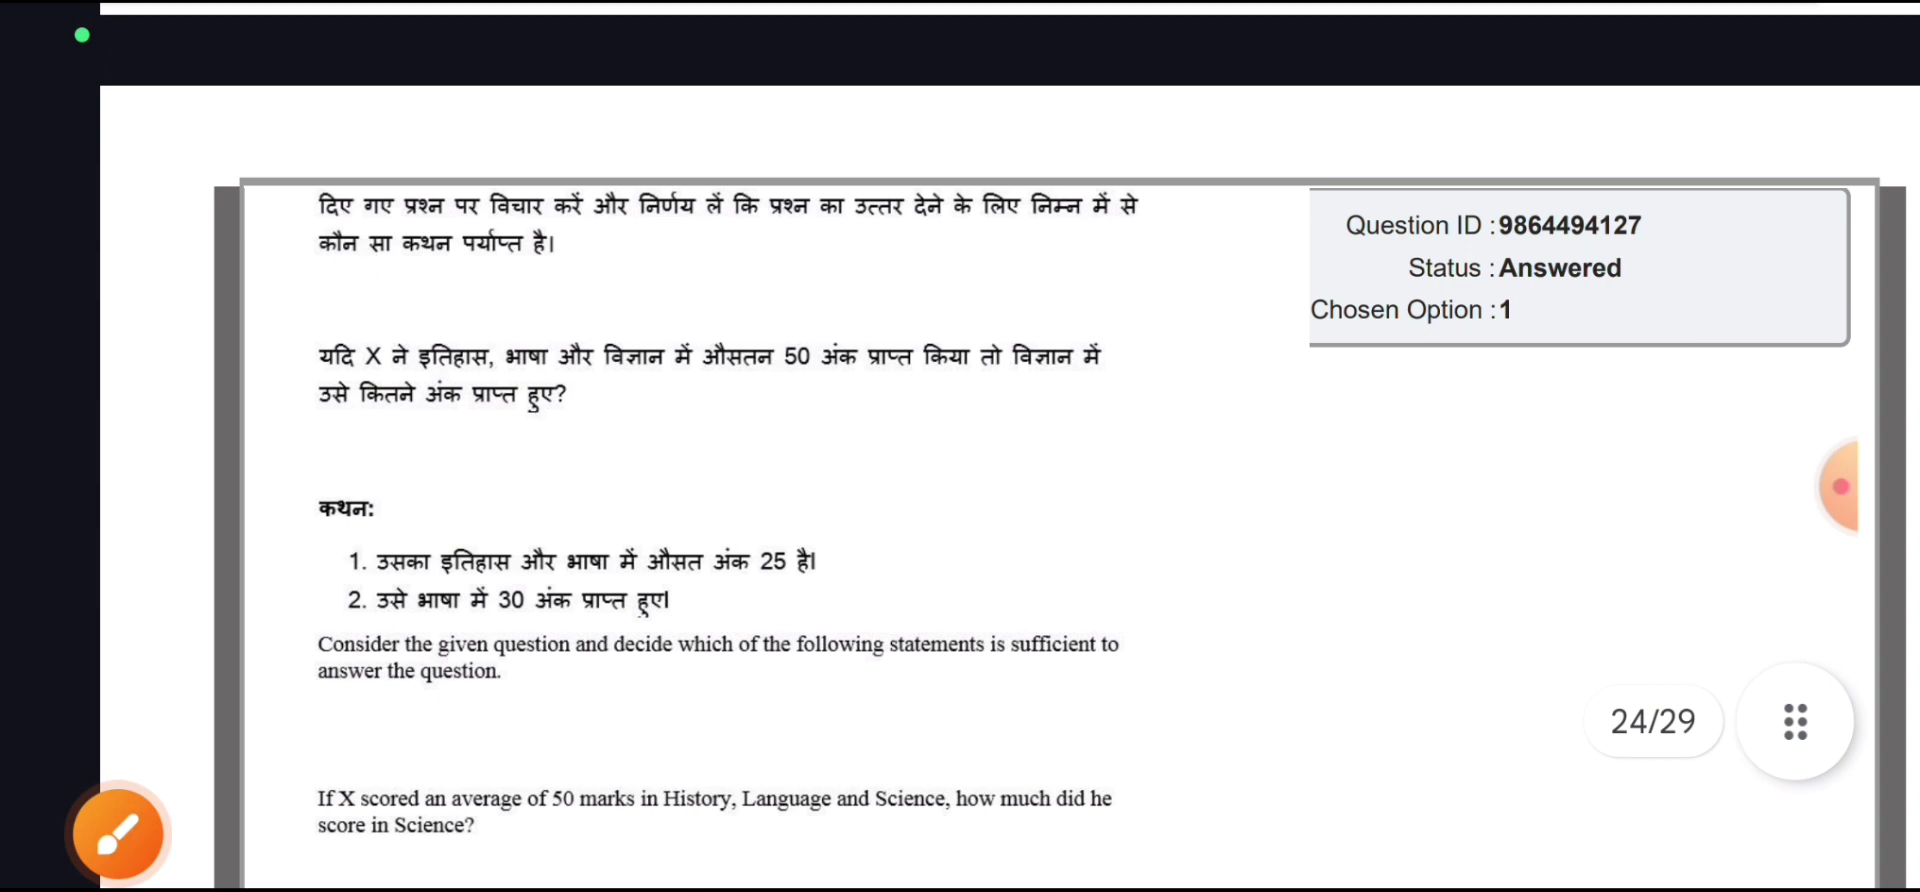 दिए गए प्रश्न पर विचार करें और निर्णय लें कि प्रश्न का उत्तर देने के लिए निम्न में से
कौन सा कथन पर्याप्त है।
Question ID :9864494127
Status :Answered
Chosen Option :1
यदि X ने इतिहास, भाषा और विज्ञान में औसतन 50 अंक प्राप्त किया तो विज्ञान में
उसे कितने अंक प्राप्त हुए?
कथन:
1. उसका इतिहास और भाषा में औसत अंक 25 है।
2. उसे भाषा में 30 अंक प्राप्त हुए।
Consider the given question and decide which of the following statements is sufficient to
answer the question.
24/29
If X scored an average of 50 marks in History, Language and Science, how much did he
score in Science?